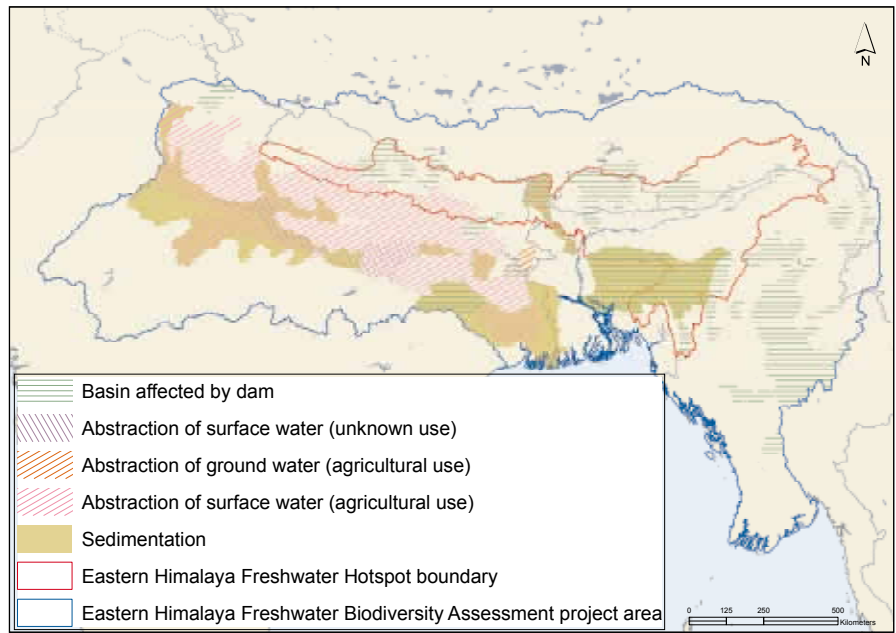 N
Basin affected by dam
Abstraction of surface water (unknown use)
Abstraction of ground water (agricultural use)
Abstraction of surface water (agricultural use)
Sedimentation
Eastern Himalaya Freshwater Hotspot boundary
Eastern Himalaya Freshwater Biodiversity Assessment project area
0 125 250 500
Kilometers